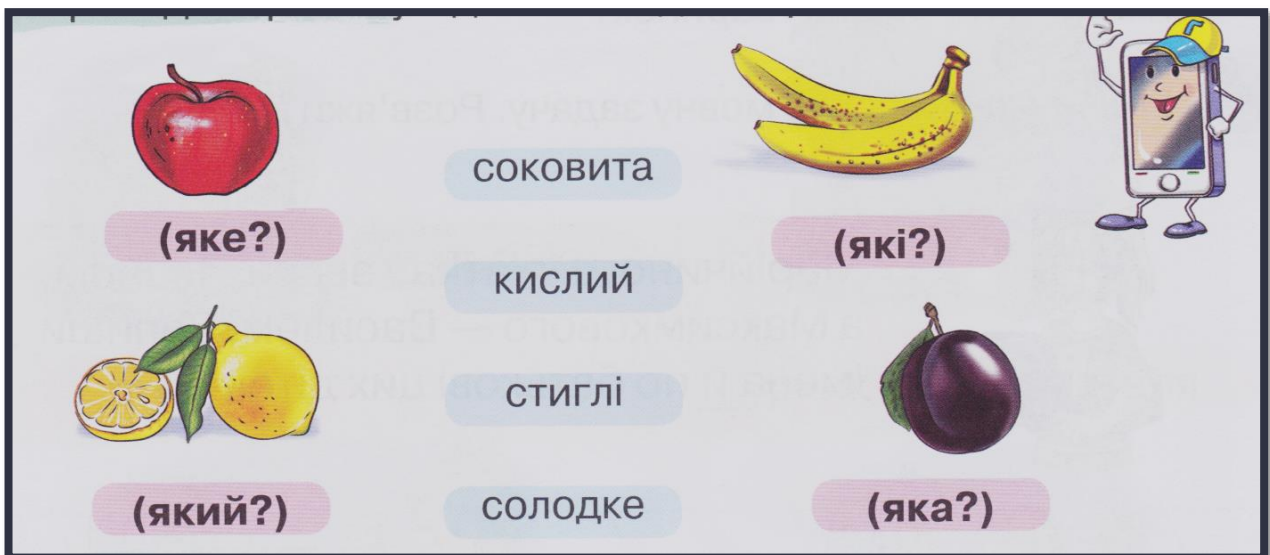 соковита
(яке?)
(які?)
кислий
стиглі
(який?)
солодке
(яка?)